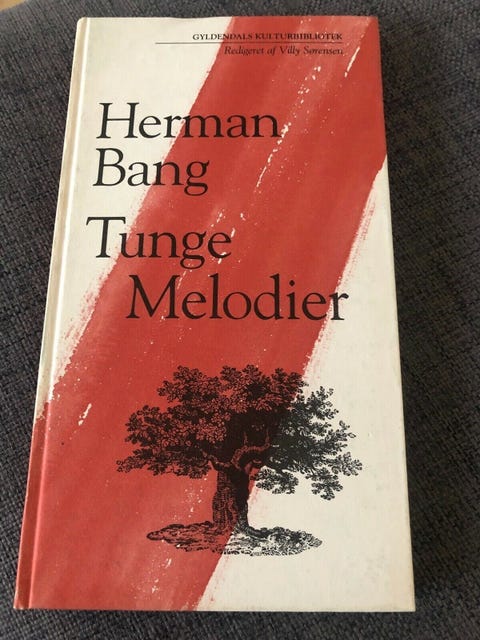 GYLDENDALS KULTURBIBLIOTEK
Redigeret af Villy Sørensen
Herman
Bang
Tunge
Melodier